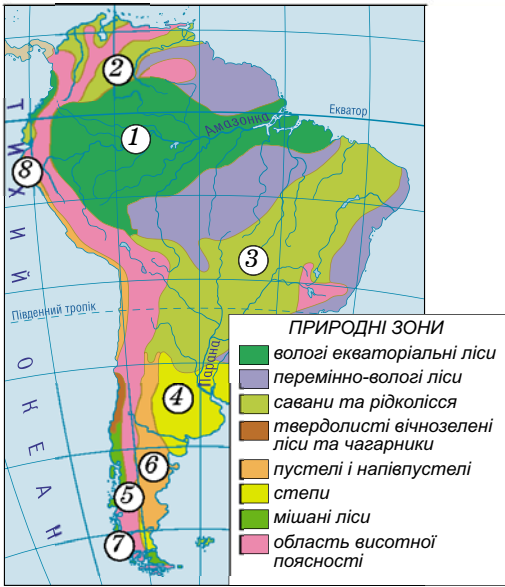 2
Екватор
Амазонка
1
8
ТИХИЙ ОКЕАН
3
Південний тропік
Парана
4
6
5
7
ПРИРОДНІ ЗОНИ
вологі екваторіальні ліси
перемінно-вологі ліси
савани та рідколісся
твердолисті вічнозелені
ліси та чагарники
пустелі і напівпустелі
степи
мішані ліси
область висотної
поясності